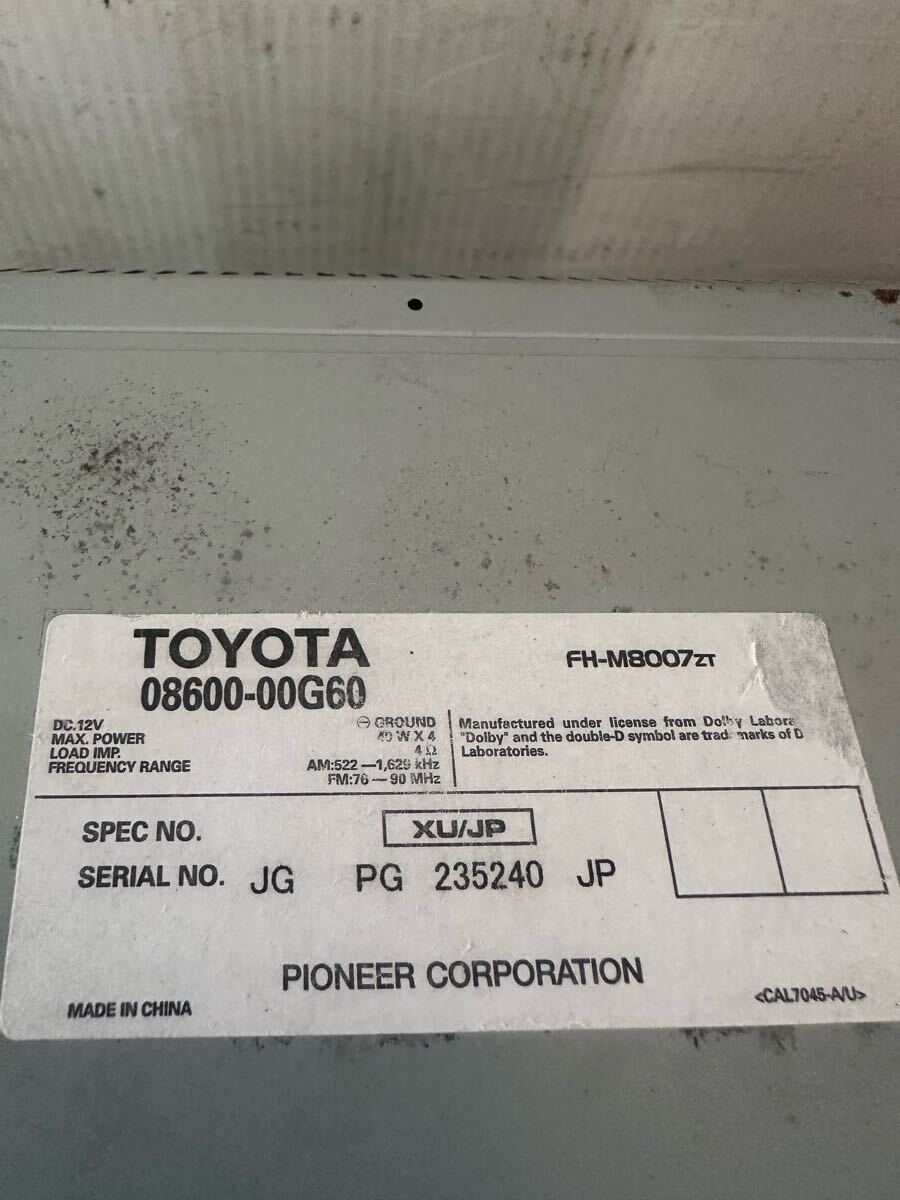 TOYOTA
08600-00G60
FH-M8007ZT
DC.12V ⊖ GROUND
MAX. POWER 40 W X 4
LOAD IMP. 4 Ω
FREQUENCY RANGE AM:522 —1,629 kHz
FM:76 — 90 MHz
Manufactured under license from Dolby
"Dolby" and the double-D symbol are trademarks of
Laboratories.
SPEC NO. XU/JP
SERIAL NO. JG PG 235240 JP
PIONEER CORPORATION
MADE IN CHINA
<CAL7045-A/U>